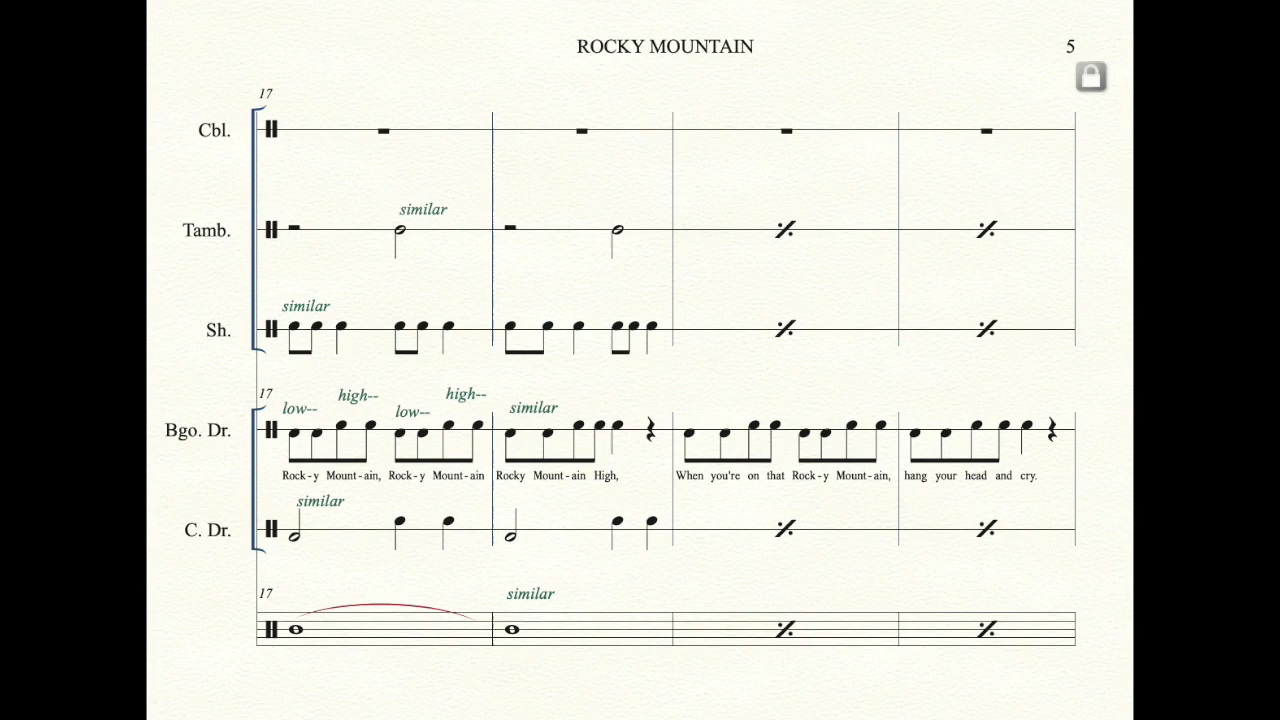 ROCKY MOUNTAIN 5
17
Cbl.
similar
Tamb.
similar
Sh.
17
low-- high-- low-- high-- similar
Bgo. Dr.
Rock-y Mount-ain, Rock-y Mount-ain Rocky Mount-ain High, When you're on that Rock-y Mount-ain, hang your head and cry.
similar
C. Dr.
17
similar